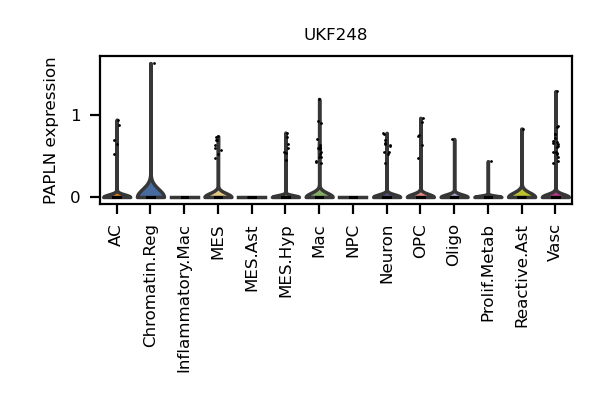 UKF248
PAPLN expression
1
0
AC
Chromatin.Reg
Inflammatory.Mac
MES
MES.Ast
MES.Hyp
Mac
NPC
Neuron
OPC
Oligo
Prolif.Metab
Reactive.Ast
Vasc